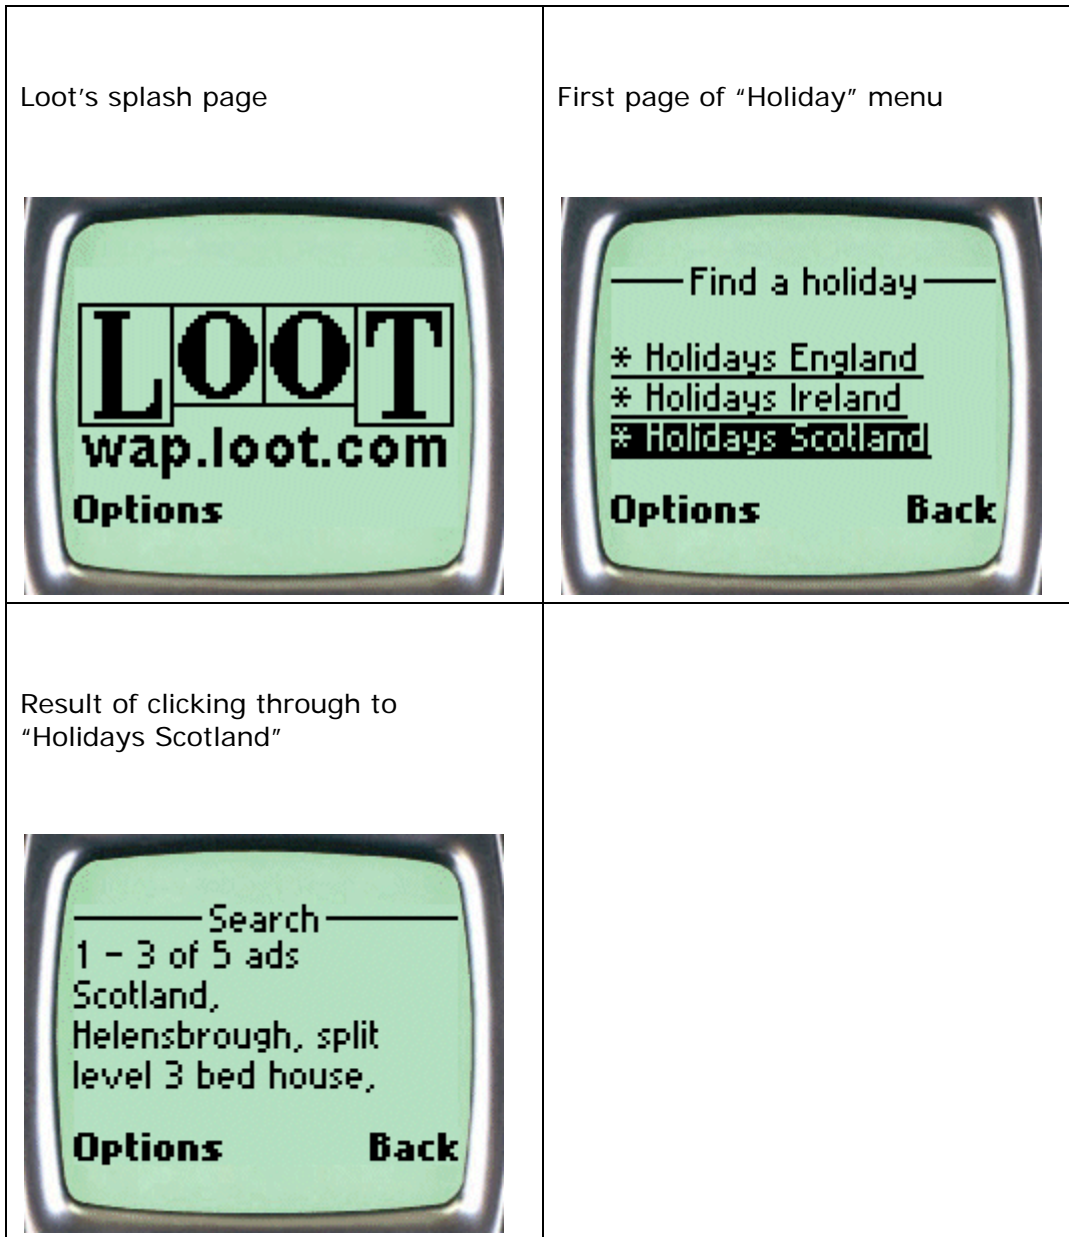 Loot’s splash page
LOOT
wap.loot.com
Options
First page of “Holiday” menu
Find a holiday
* Holidays England
* Holidays Ireland
* Holidays Scotland
Options Back
Result of clicking through to
“Holidays Scotland”
Search
1 – 3 of 5 ads
Scotland,
Helensbrough, split
level 3 bed house,
Options Back